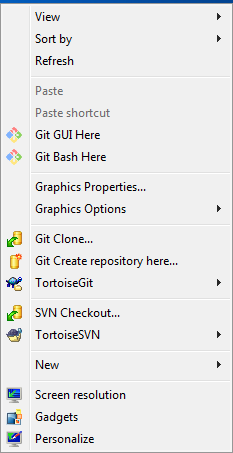 View
Sort by
Refresh
Paste
Paste shortcut
Git GUI Here
Git Bash Here
Graphics Properties...
Graphics Options
Git Clone...
Git Create repository here...
TortoiseGit
SVN Checkout...
TortoiseSVN
New
Screen resolution
Gadgets
Personalize